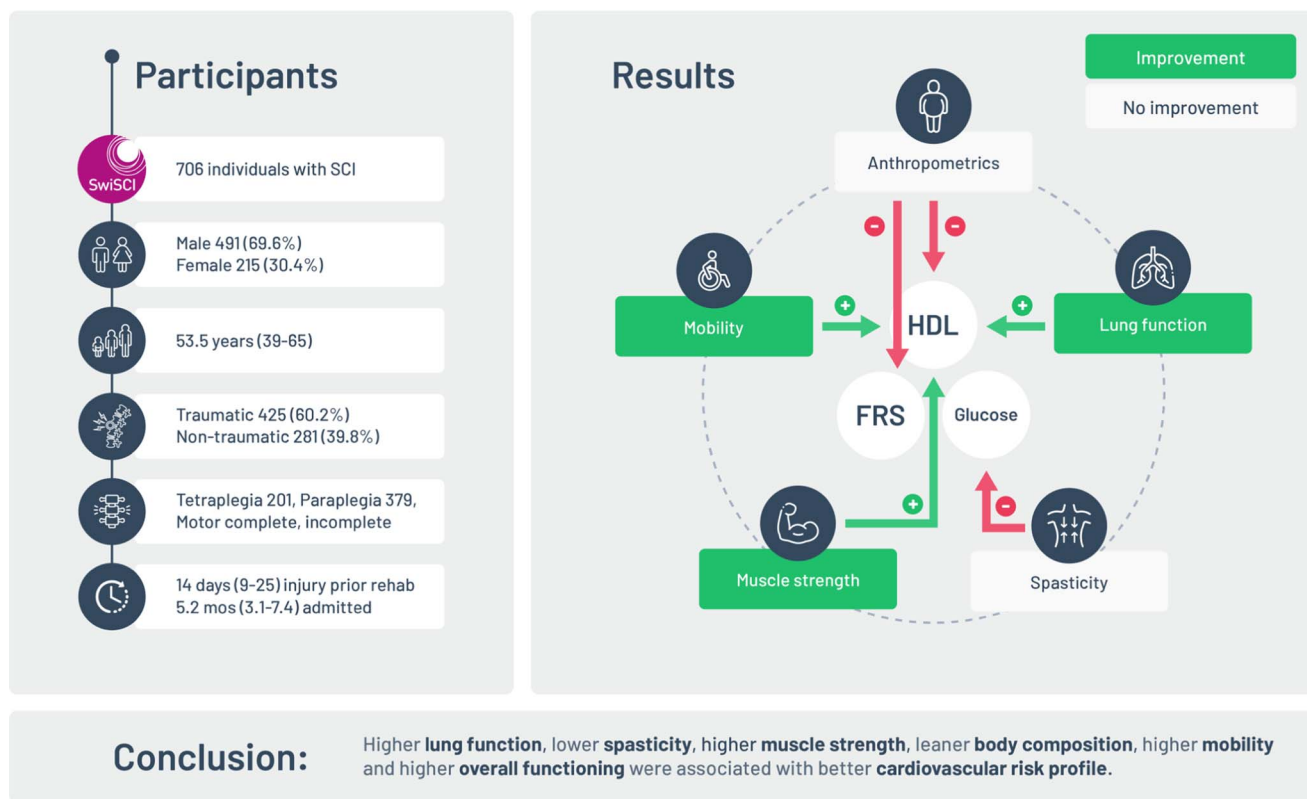 Participants
SwiSCI
706 individuals with SCI
Male 491 (69.6%)
Female 215 (30.4%)
53.5 years (39-65)
Traumatic 425 (60.2%)
Non-traumatic 281 (39.8%)
Tetraplegia 201, Paraplegia 379,
Motor complete, incomplete
14 days (9-25) injury prior rehab
5.2 mos (3.1-7.4) admitted
Results
Improvement
No improvement
Anthropometrics
Mobility
Lung function
HDL
FRS
Glucose
Muscle strength
Spasticity
Conclusion:
Higher lung function, lower spasticity, higher muscle strength, leaner body composition, higher mobility
and higher overall functioning were associated with better cardiovascular risk profile.